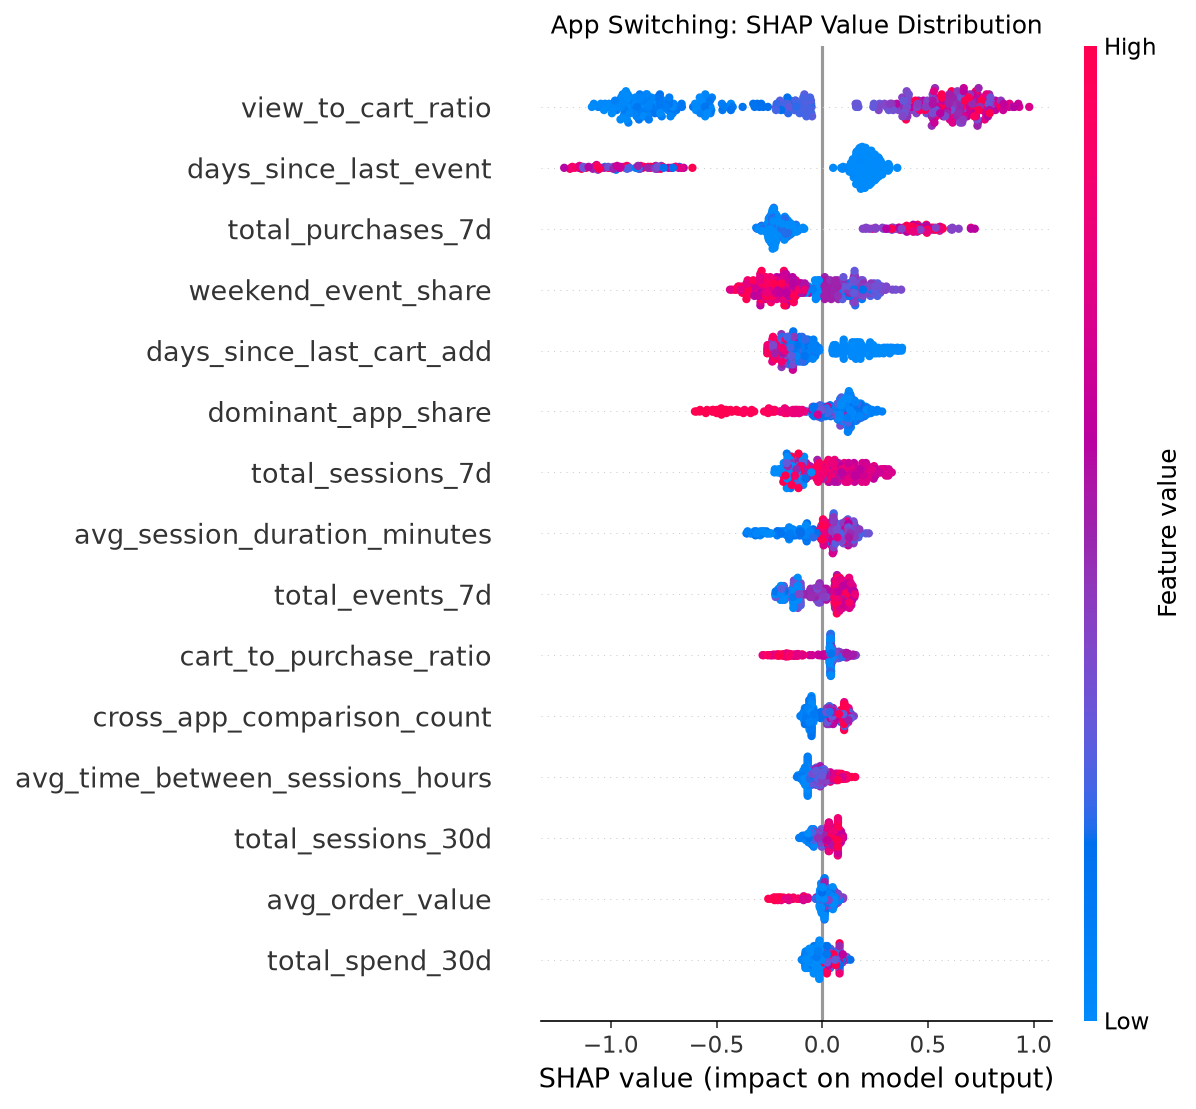 App Switching: SHAP Value Distribution
High
view_to_cart_ratio
days_since_last_event
total_purchases_7d
weekend_event_share
days_since_last_cart_add
dominant_app_share
total_sessions_7d
avg_session_duration_minutes
total_events_7d
cart_to_purchase_ratio
cross_app_comparison_count
avg_time_between_sessions_hours
total_sessions_30d
avg_order_value
total_spend_30d
Feature value
Low
−1.0 −0.5 0.0 0.5 1.0
SHAP value (impact on model output)